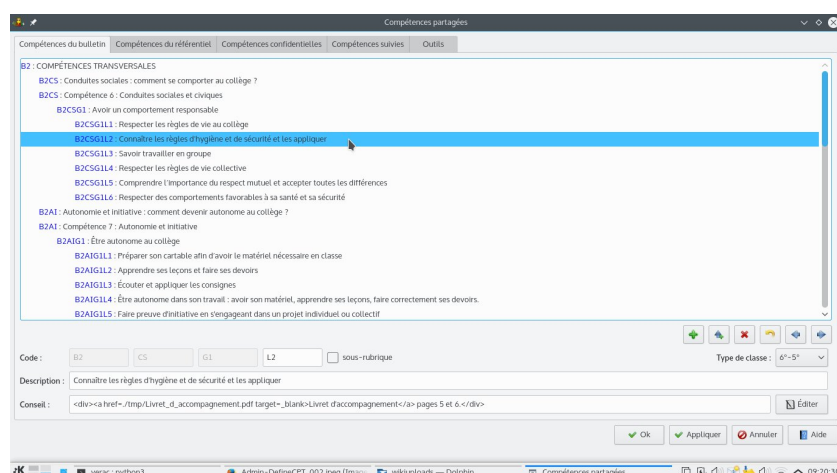 Compétences partagées
Compétences du bulletin Compétences du référentiel Compétences confidentielles Compétences suivies Outils
B2 : COMPÉTENCES TRANSVERSALES
B2CS : Conduites sociales : comment se comporter au collège ?
B2CS : Compétence 6 : Conduites sociales et civiques
B2CSG1 : Avoir un comportement responsable
B2CSG1L1 : Respecter les règles de vie au collège
B2CSG1L2 : Connaître les règles d'hygiène et de sécurité et les appliquer
B2CSG1L3 : Savoir travailler en groupe
B2CSG1L4 : Respecter les règles de vie collective
B2CSG1L5 : Comprendre l'importance du respect mutuel et accepter toutes les différences
B2CSG1L6 : Respecter des comportements favorables à sa santé et sa sécurité
B2AI : Autonomie et initiative : comment devenir autonome au collège ?
B2AI : Compétence 7 : Autonomie et initiative
B2AIG1 : Être autonome au collège
B2AIG1L1 : Préparer son cartable afin d'avoir le matériel nécessaire en classe
B2AIG1L2 : Apprendre ses leçons et faire ses devoirs
B2AIG1L3 : Écouter et appliquer les consignes
B2AIG1L4 : Être autonome dans son travail : avoir son matériel, apprendre ses leçons, faire correctement ses devoirs.
B2AIG1L5 : Faire preuve d'initiative en s'engageant dans un projet individuel ou collectif
Code : B2 CS G1 L2 sous-rubrique Type de classe : 6°-5°
Description : Connaître les règles d'hygiène et de sécurité et les appliquer
Conseil : <div><a href=./tmp/Livret_d_accompagnement.pdf target=_blank>Livret d'accompagnement</a> pages 5 et 6.</div> Éditer
Ok Appliquer Annuler Aide
verac : python3 Admin-DefineCPT_002.jpeg wikiuploads — Dolphin Compétences partagées